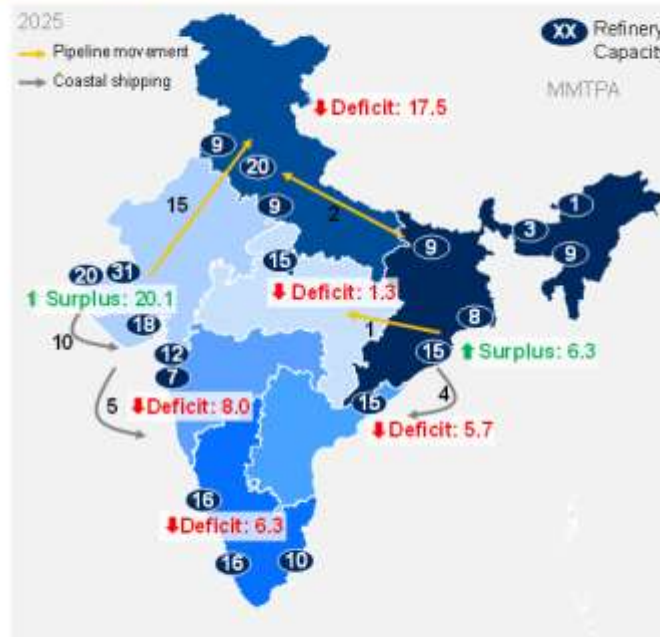 2025
Pipeline movement
Coastal shipping
XX Refinery
Capacity
MMTPA
Deficit: 17.5
9
20
15
9
2
1
3
9
9
15
Deficit: 1.3
20
31
Surplus: 20.1
18
10
1
8
12
15
Surplus: 6.3
7
5
4
Deficit: 8.0
15
Deficit: 5.7
16
Deficit: 6.3
16
10